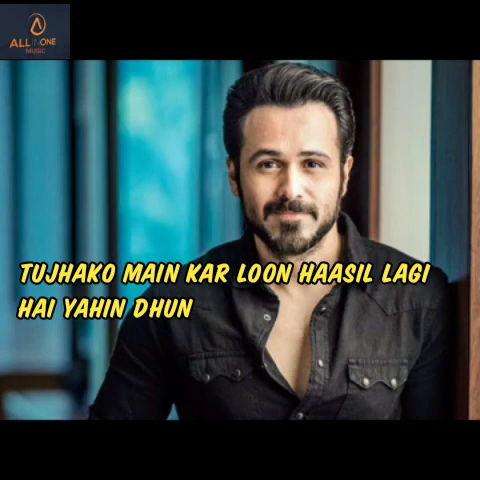 ALL IN ONE
MUSIC
TUJHAKO MAIN KAR LOON HAASIL LAGI
HAI YAHIN DHUN